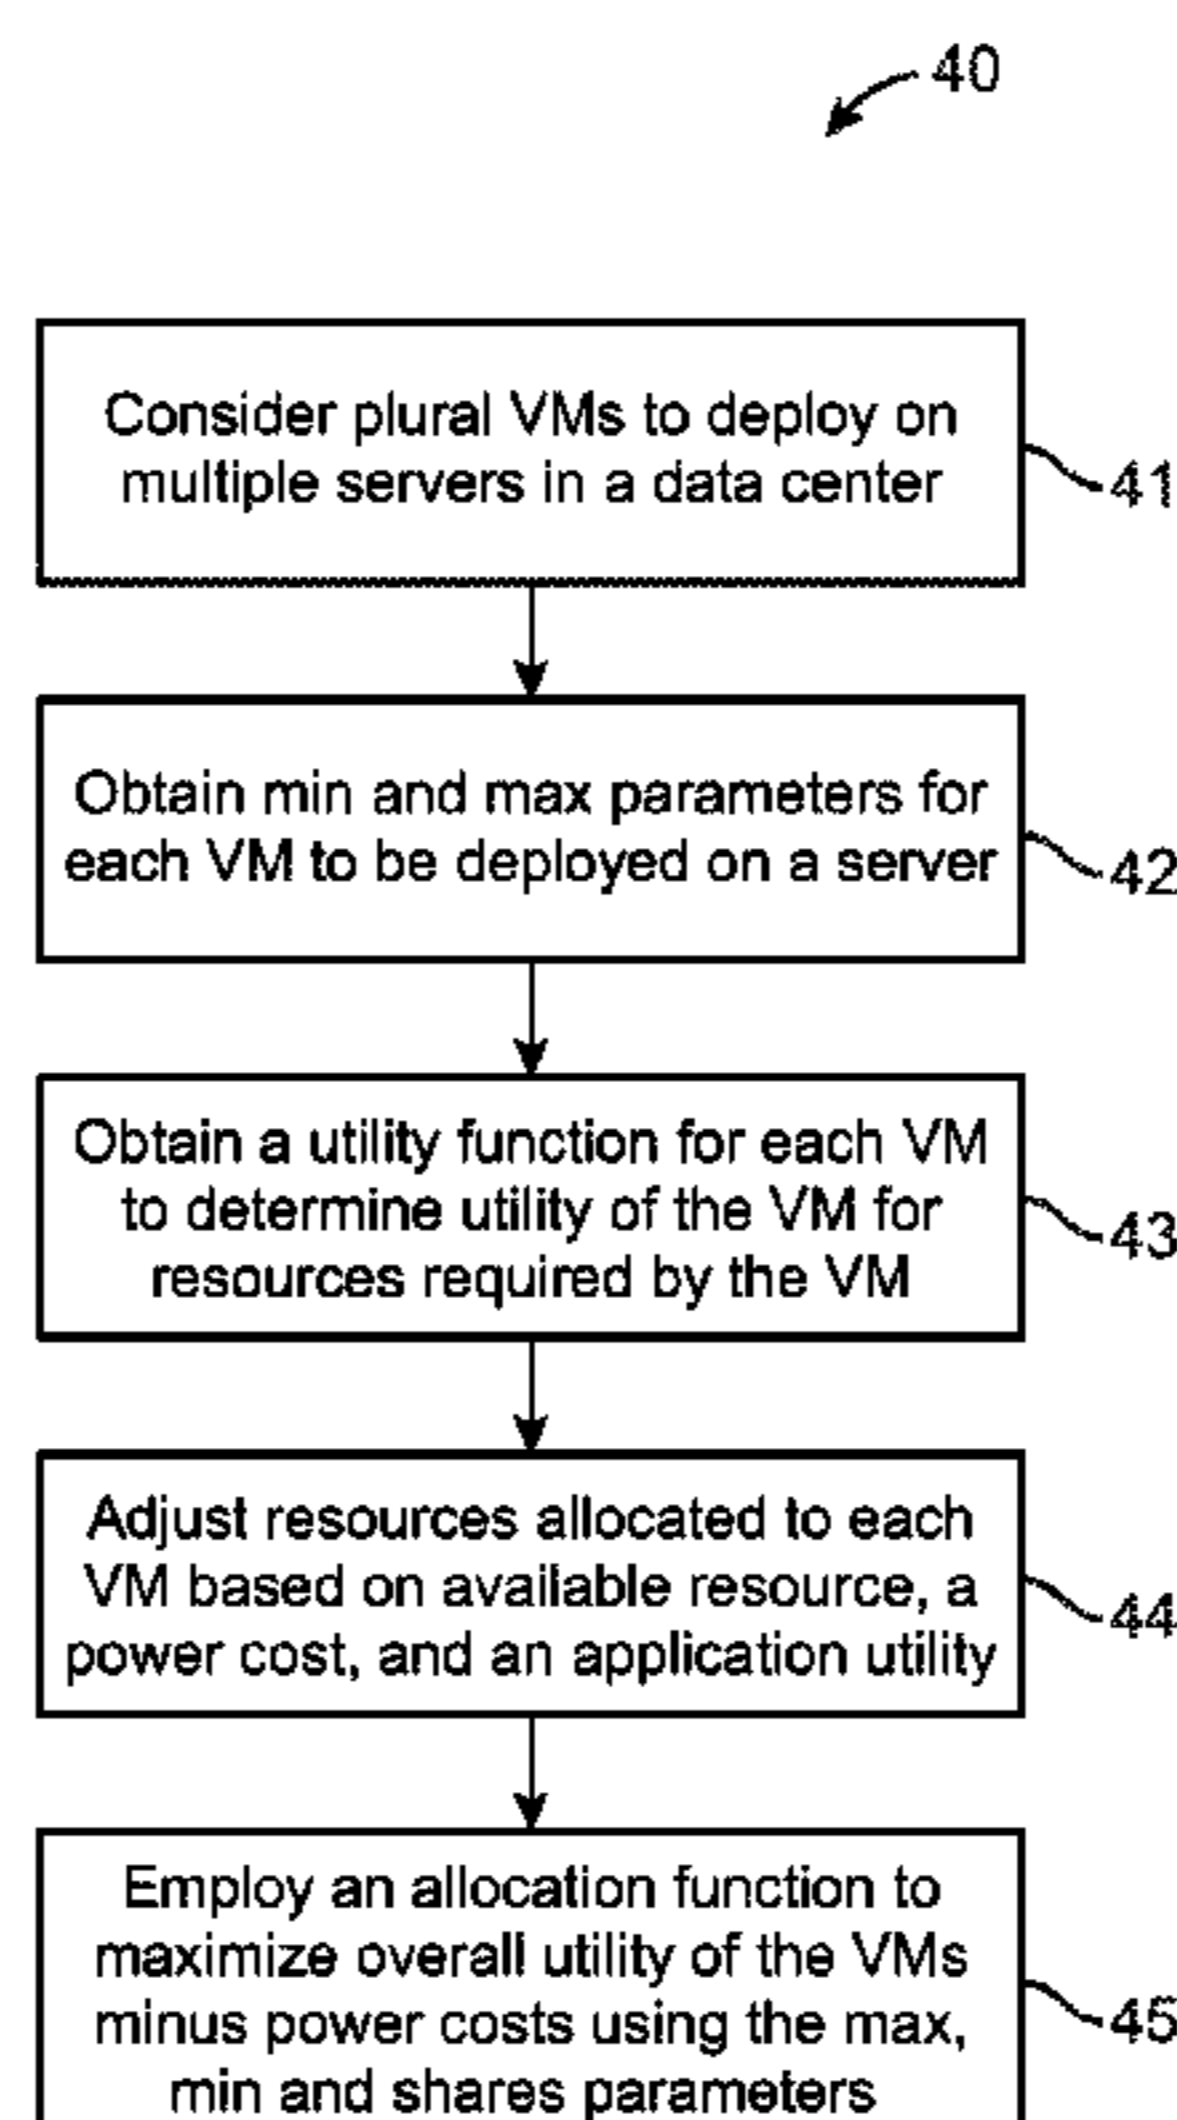 40
Consider plural VMs to deploy on
multiple servers in a data center
41
Obtain min and max parameters for
each VM to be deployed on a server
42
Obtain a utility function for each VM
to determine utility of the VM for
resources required by the VM
43
Adjust resources allocated to each
VM based on available resource, a
power cost, and an application utility
44
Employ an allocation function to
maximize overall utility of the VMs
minus power costs using the max,
min and shares parameters
45